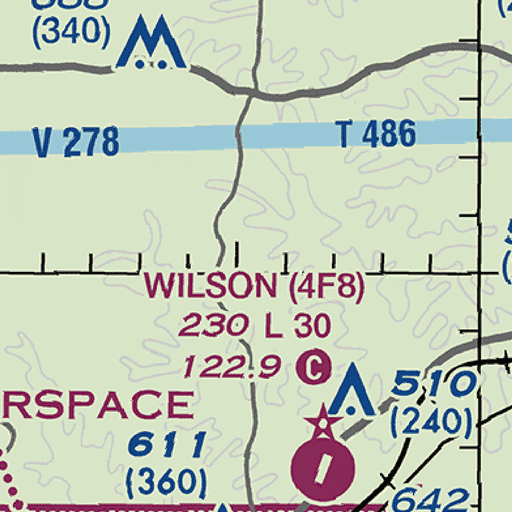 (340)
V 278
T 486
WILSON (4F8)
230 L 30
122.9 C
RSPACE
510
(240)
611
(360)
642